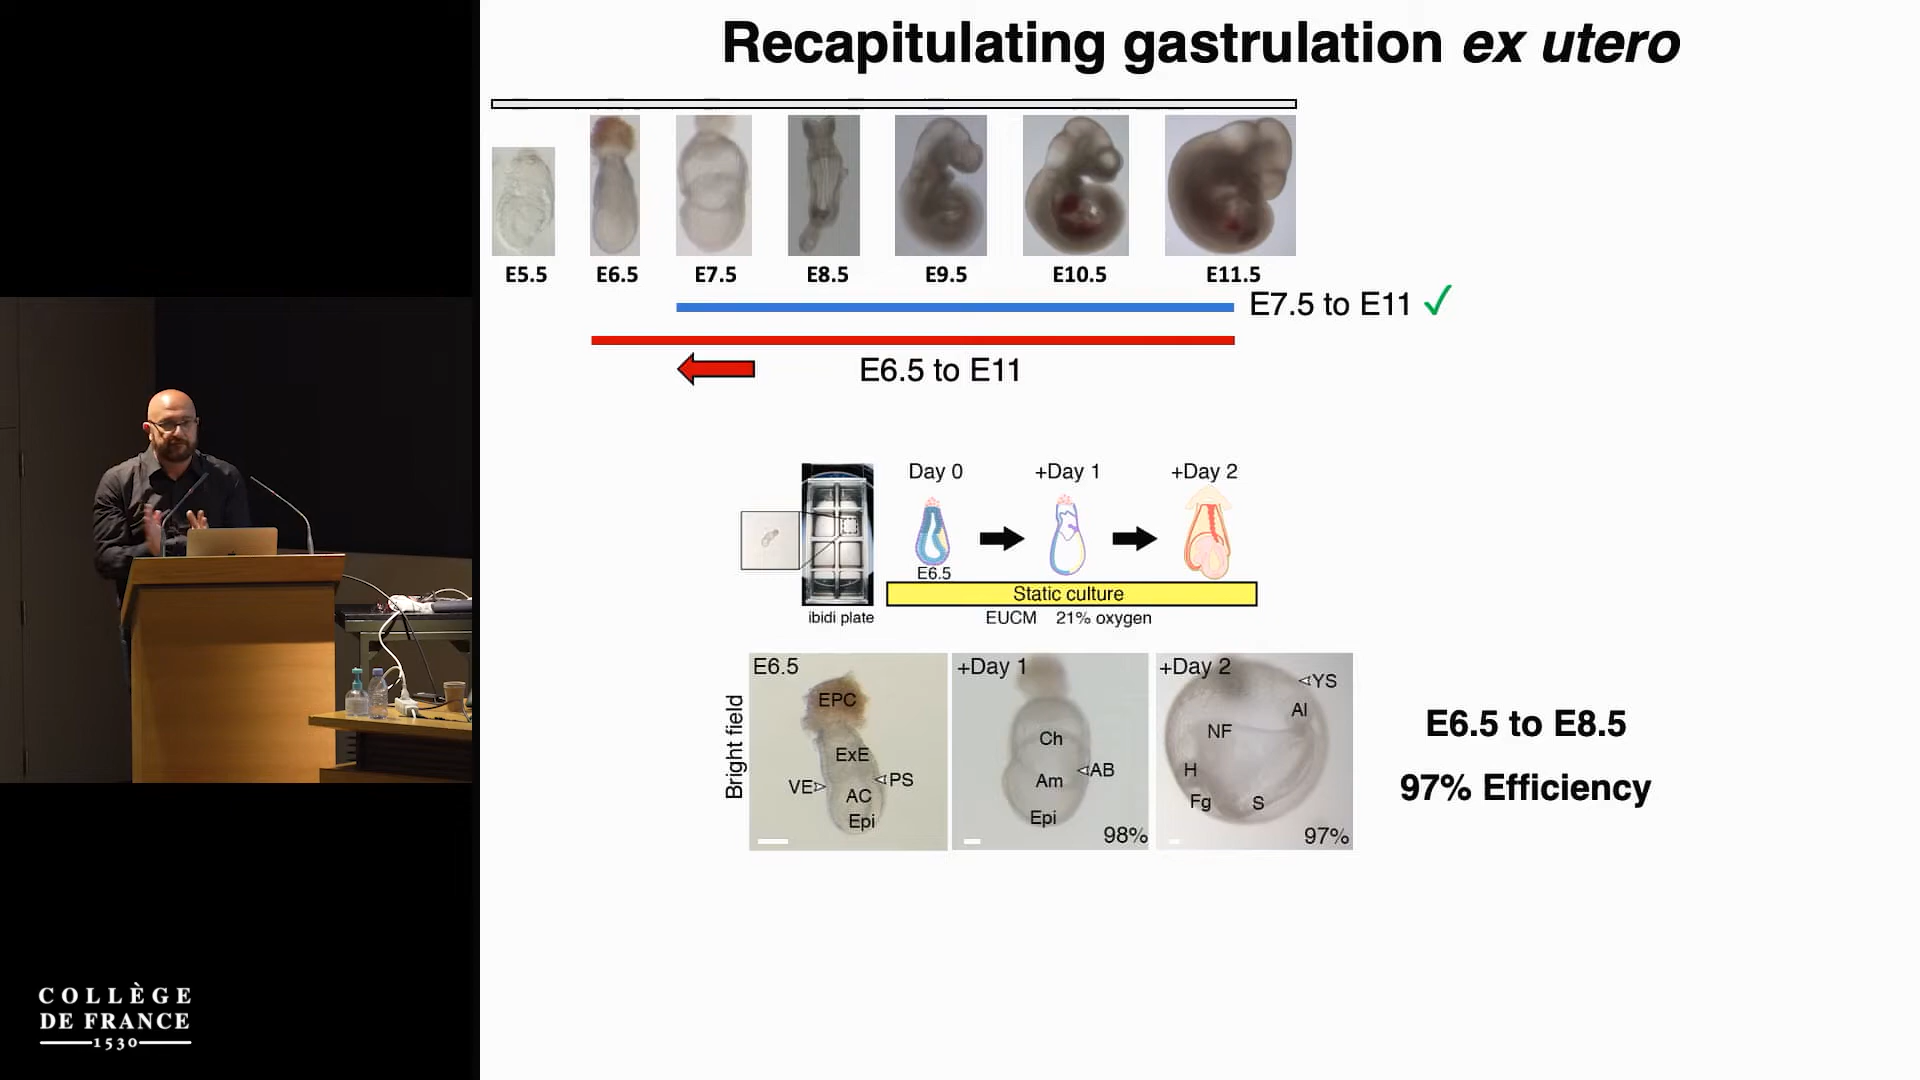 Recapitulating gastrulation ex utero
E5.5 E6.5 E7.5 E8.5 E9.5 E10.5 E11.5
E7.5 to E11 ✓
E6.5 to E11
Day 0 +Day 1 +Day 2
E6.5
Static culture
ibidi plate EUCM 21% oxygen
Bright field
E6.5
EPC
ExE
VE
PS
AC
Epi
+Day 1
Ch
AB
Am
Epi
98%
+Day 2
YS
Al
NF
H
Fg
S
97%
E6.5 to E8.5
97% Efficiency
COLLÈGE
DE FRANCE
1530